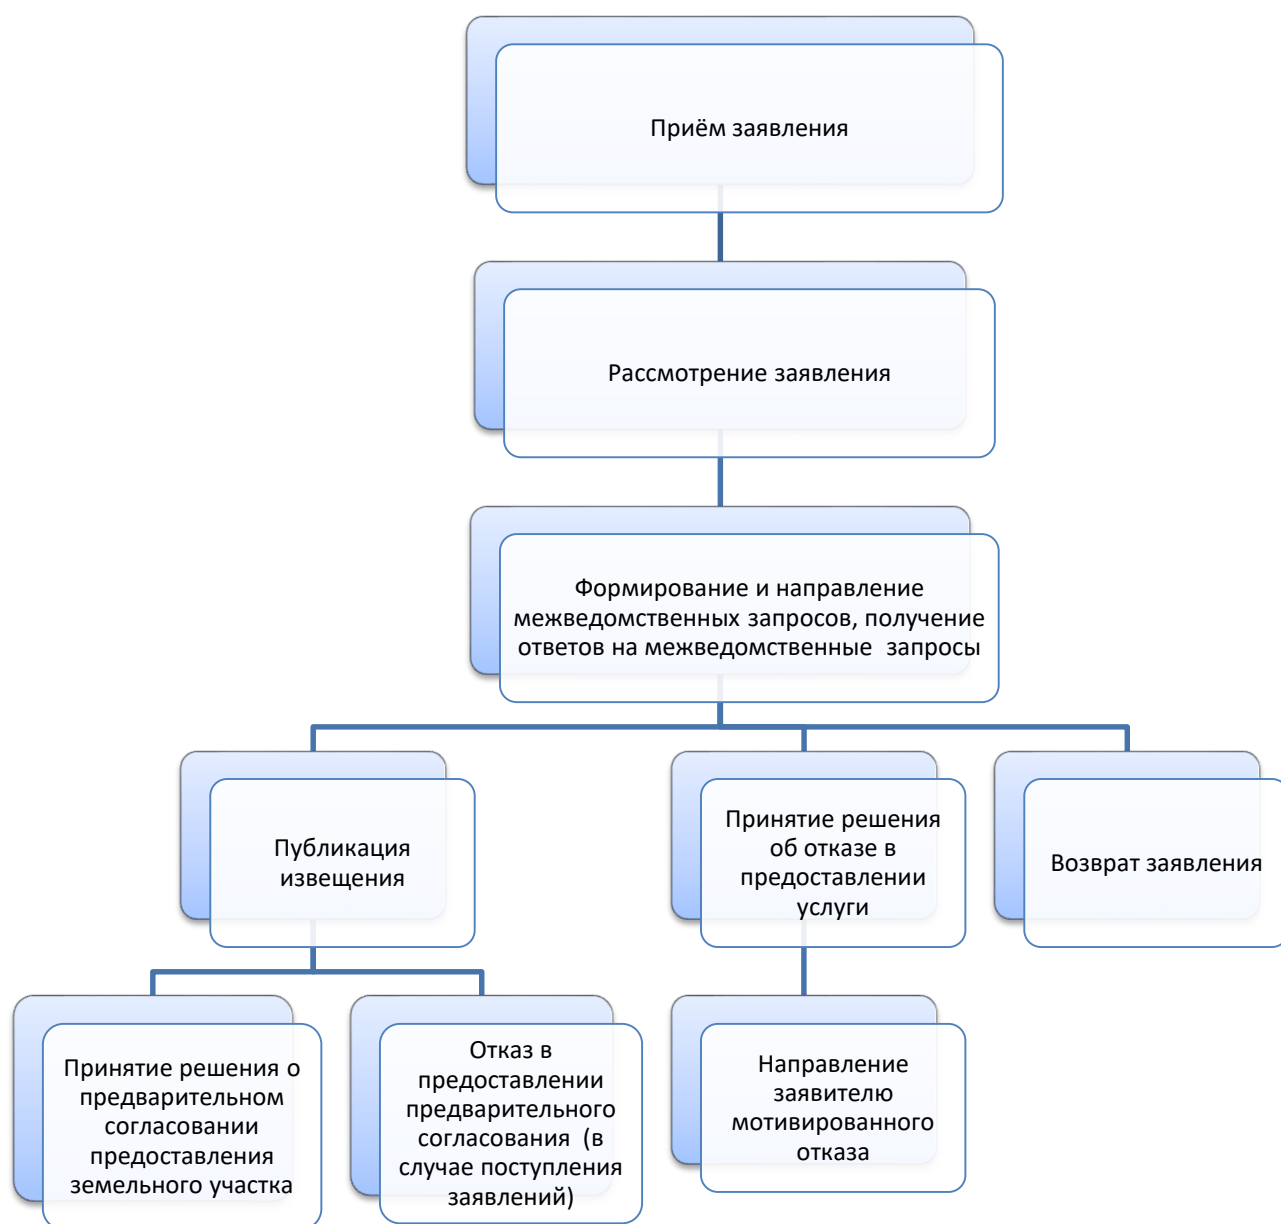 Приём заявления
Рассмотрение заявления
Формирование и направление
межведомственных запросов, получение
ответов на межведомственные запросы
Публикация
извещения
Принятие решения
об отказе в
предоставлении
услуги
Возврат заявления
Принятие решения о
предварительном
согласовании
предоставления
земельного участка
Отказ в
предоставлении
предварительного
согласования (в
случае поступления
заявлений)
Направление
заявителю
мотивированного
отказа